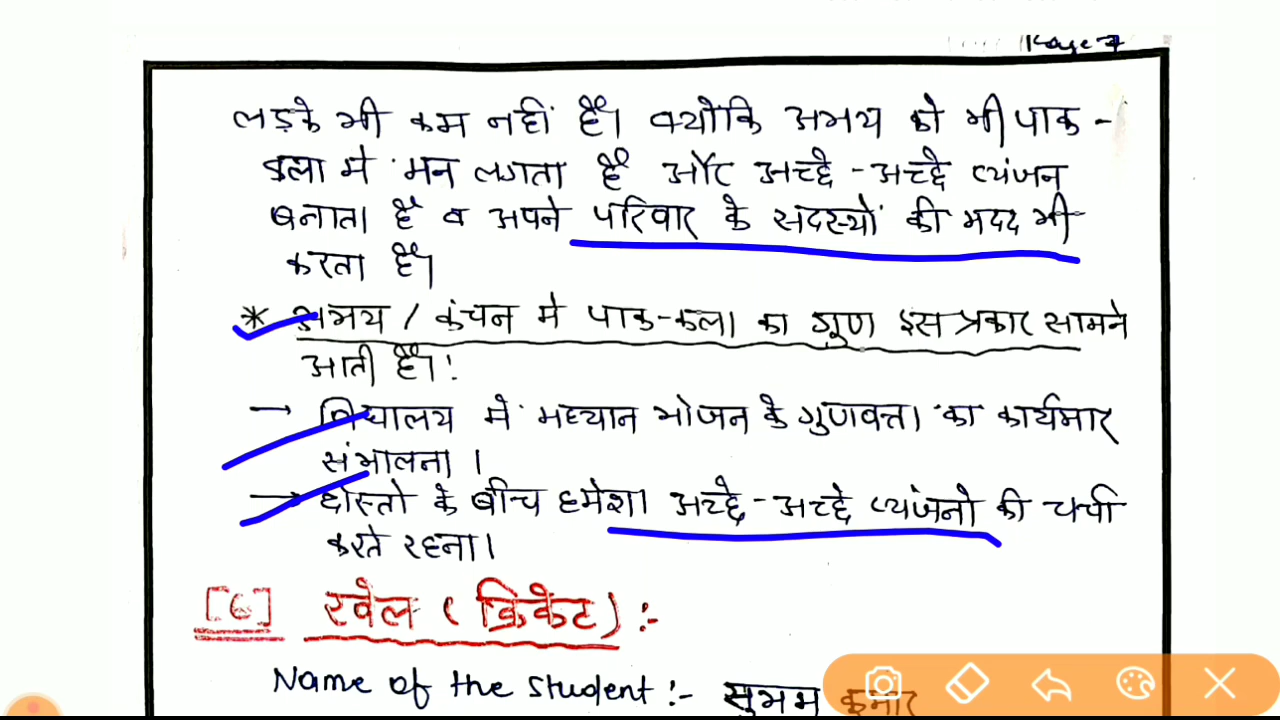 Page-7
लड़के भी कम नहीं हैं। क्योंकि अभय को भी पाक-
कला में मन लगता है और अच्छे-अच्छे व्यंजन
बनाता है व अपने परिवार के सदस्यों की मदद भी
करता है।
* अभय / कंचन में पाक-कला का गूण इस प्रकार सामने
आती है।:
→ विद्यालय में मध्यान भोजन के गुणवत्ता का कार्यभार
संभालना।
→ दोस्तो के बीच हमेशा अच्छे-अच्छे व्यंजनो की चर्चा
करते रहना।
[6] खेल (क्रिकेट) :-
Name of the student :- सुभम कुमार